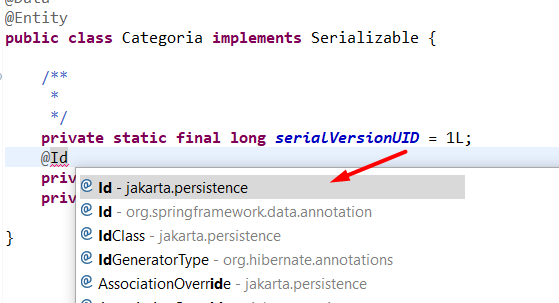 @Data
@Entity
public class Categoria implements Serializable {
/**
*
*/
private static final long serialVersionUID = 1L;
@Id
priv
priv
}
@ Id - jakarta.persistence
@ Id - org.springframework.data.annotation
@ IdClass - jakarta.persistence
@ IdGeneratorType - org.hibernate.annotations
@ AssociationOverride - jakarta.persistence